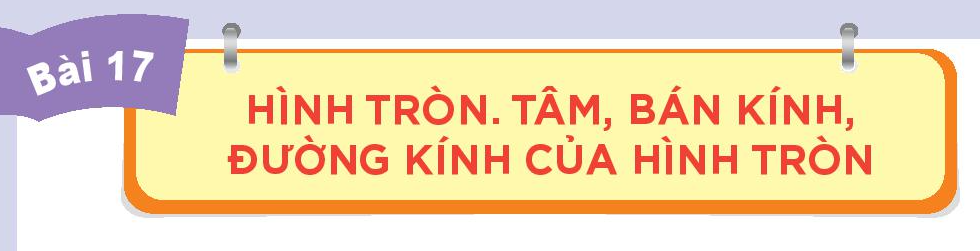 Bài 17
HÌNH TRÒN. TÂM, BÁN KÍNH,
ĐƯỜNG KÍNH CỦA HÌNH TRÒN